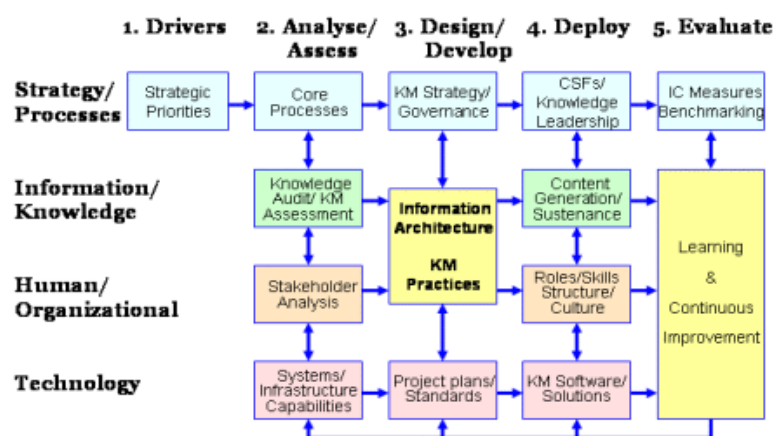 1. Drivers
2. Analyse/
Assess
3. Design/
Develop
4. Deploy
5. Evaluate
Strategy/
Processes
Strategic
Priorities
Core
Processes
KM Strategy/
Governance
CSFs/
Knowledge
Leadership
IC Measures
Benchmarking
Information/
Knowledge
Knowledge
Audit/ KM
Assessment
Information
Architecture
KM
Practices
Content
Generation/
Sustenance
Learning
&
Continuous
Improvement
Human/
Organizational
Stakeholder
Analysis
Roles/Skills
Structure/
Culture
Technology
Systems/
Infrastructure
Capabilities
Project plans/
Standards
KM Software/
Solutions